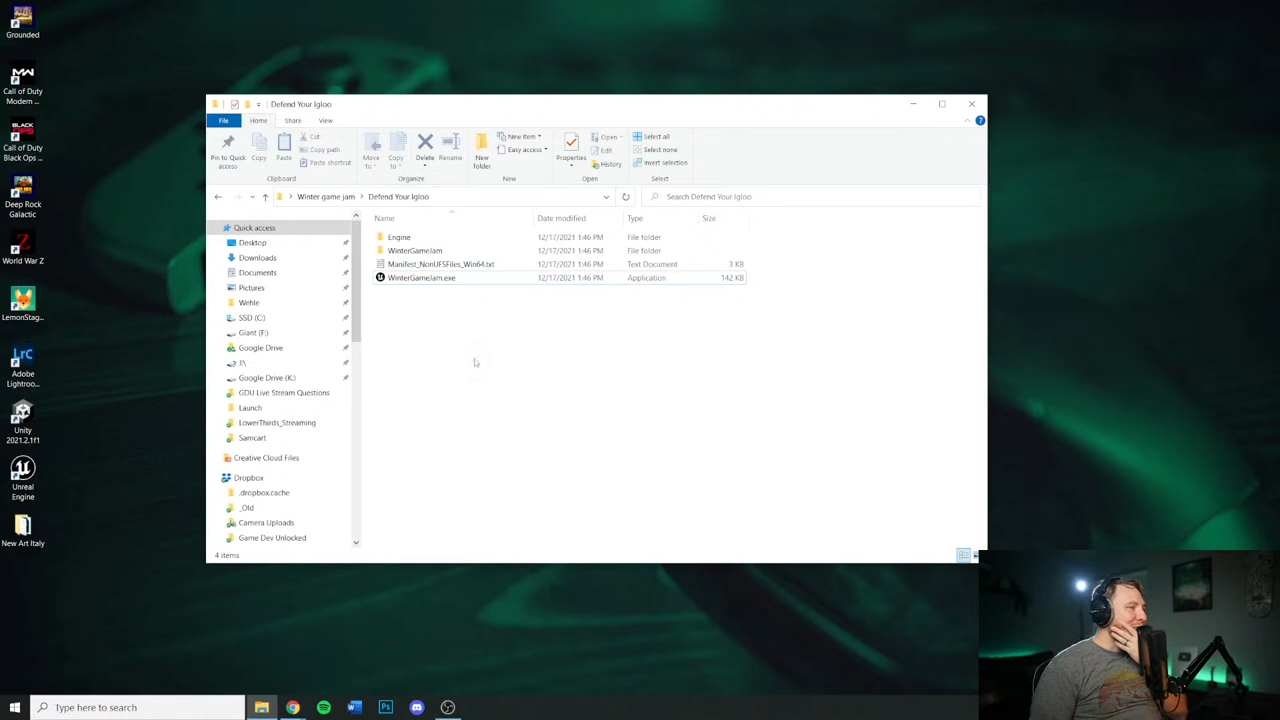 Grounded
Call of Duty
Modern ...
Call of Duty
Black Ops ...
Deep Rock
Galactic
World War Z
LemonStag...
Lrc
Adobe
Lightroo...
Unity
2021.2.1f1
Unreal
Engine
New Art Italy
Defend Your Igloo
File
Home
Share
View
Pin to Quick
access
Copy
Paste
Cut
Copy path
Paste shortcut
Clipboard
Move
to
Copy
to
Delete
Rename
Organize
New
folder
New item
Easy access
New
Properties
Open
Edit
History
Open
Select all
Select none
Invert selection
Select
Winter game jam > Defend Your Igloo
Search Defend Your Igloo
Name
Date modified
Type
Size
Engine 12/17/2021 1:46 PM File folder
WinterGameJam 12/17/2021 1:46 PM File folder
Manifest_NonUFSFiles_Win64.txt 12/17/2021 1:46 PM Text Document 3 KB
WinterGameJam.exe 12/17/2021 1:46 PM Application 142 KB
Quick access
Desktop
Downloads
Documents
Pictures
Wehle
SSD (C:)
Giant (F:)
Google Drive
Google Drive (K:)
GDU Live Stream Questions
Launch
LowerThirds_Streaming
Samcart
Creative Cloud Files
Dropbox
.dropbox.cache
_Old
Camera Uploads
Game Dev Unlocked
4 items
Type here to search
Ps